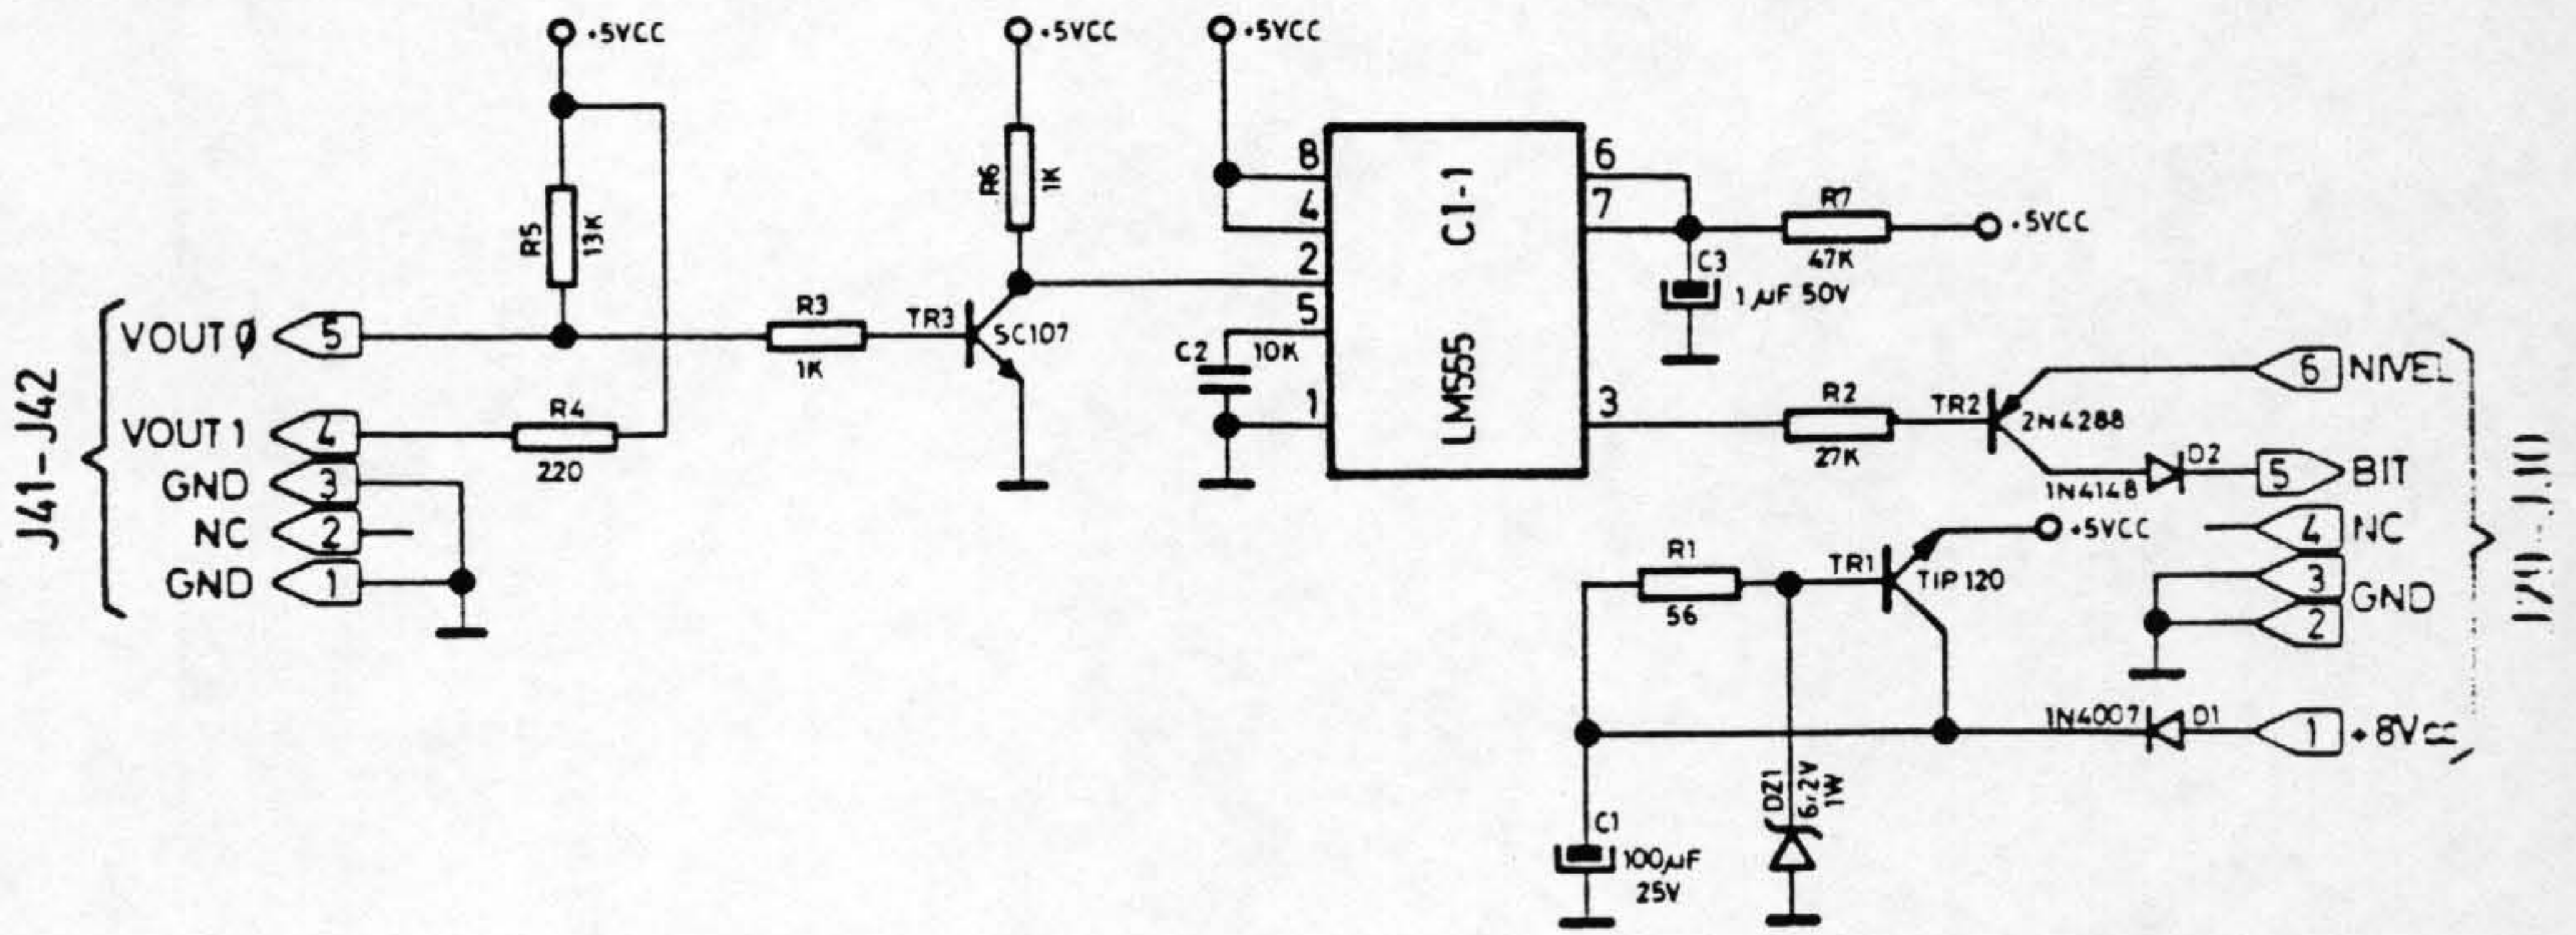 +5VCC
+5VCC
+5VCC
R5
13K
R6
1K
8
4
2
5
1
C1-1
LM555
6
7
3
R7
47K
+5VCC
C3
1µF 50V
J41-J42
VOUT Ø 5
VOUT 1 4
GND 3
NC 2
GND 1
R4
220
R3
1K
TR3
SC107
C2
10K
R2
27K
TR2
2N4288
6 NIVEL
D2
1N4148
5 BIT
+5VCC
4 NC
3
GND
2
R1
56
TR1
TIP 120
1N4007
D1
1 +8V
DZ1
6,2V
1W
C1
100µF
25V